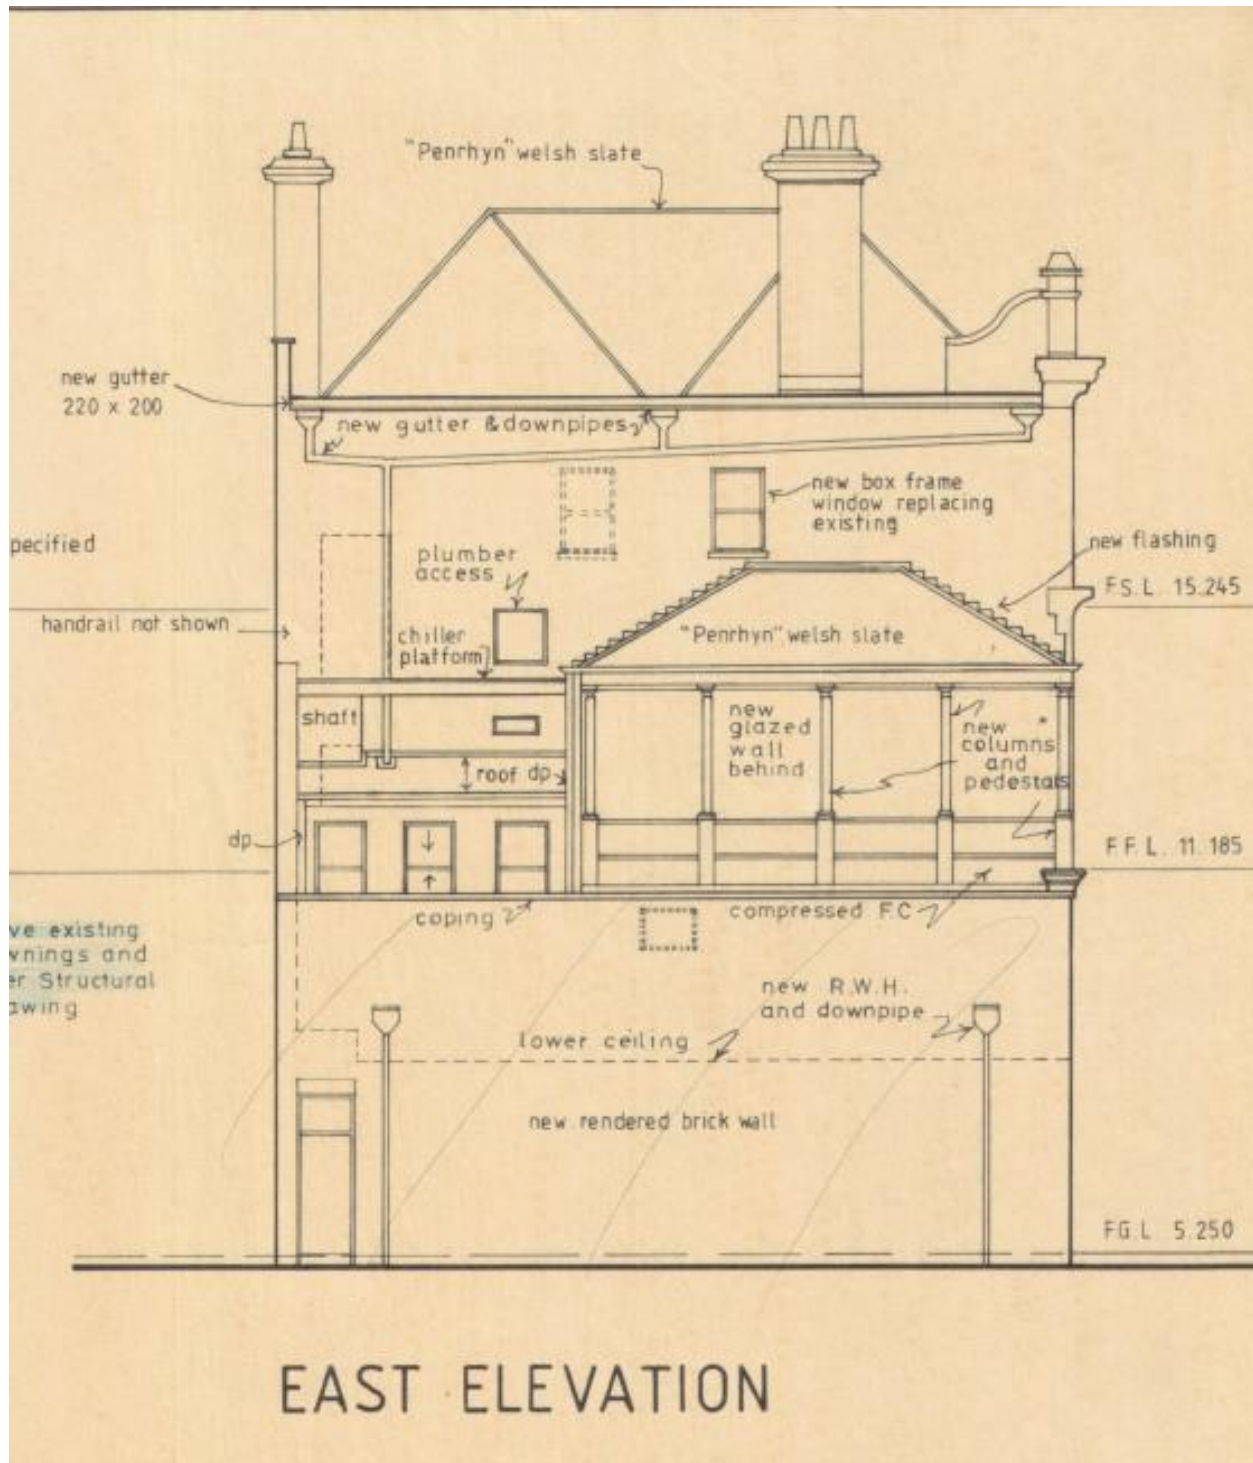 "Penrhyn" welsh slate
new gutter
220 x 200
new gutter & downpipes
new box frame
window replacing
existing
pecified
plumber
access
new flashing
F.S.L. 15.245
handrail not shown
chiller
platform
"Penrhyn" welsh slate
shaft
new
glazed
wall
behind
new
columns
and
pedestals
roof dp
dp
F.F.L. 11.185
coping
compressed F.C
ve existing
wnings and
er Structural
awing
new R.W.H.
and downpipe
lower ceiling
new rendered brick wall
F.G.L 5.250
EAST ELEVATION